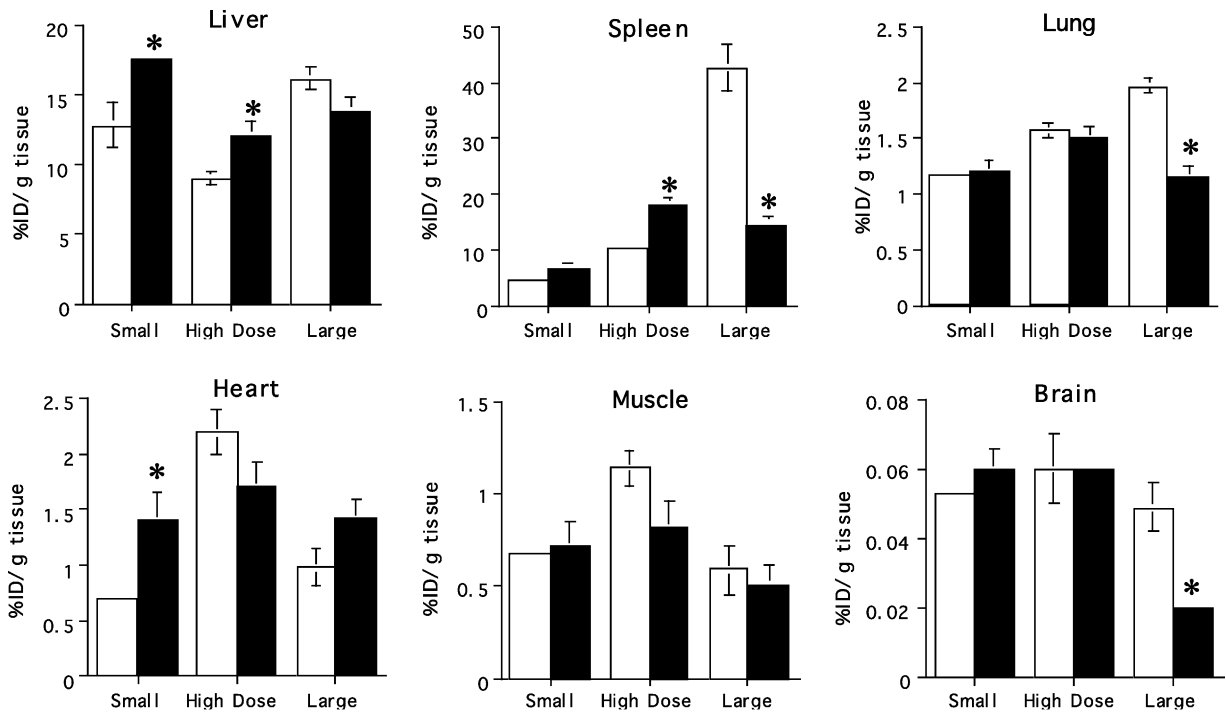 Liver
20
15
10
5
0
%ID/g tissue
*
*
Small
High Dose
Large
Spleen
50
40
30
20
10
0
%ID/g tissue
*
*
Small
High Dose
Large
Lung
2.5
2
1.5
1
0.5
0
%ID/g tissue
*
Small
High Dose
Large
Heart
2.5
2
1.5
1
0.5
0
%ID/g tissue
*
Small
High Dose
Large
Muscle
1.5
1
0.5
0
%ID/g tissue
Small
High Dose
Large
Brain
0.08
0.06
0.04
0.02
0
%ID/g tissue
*
Small
High Dose
Large